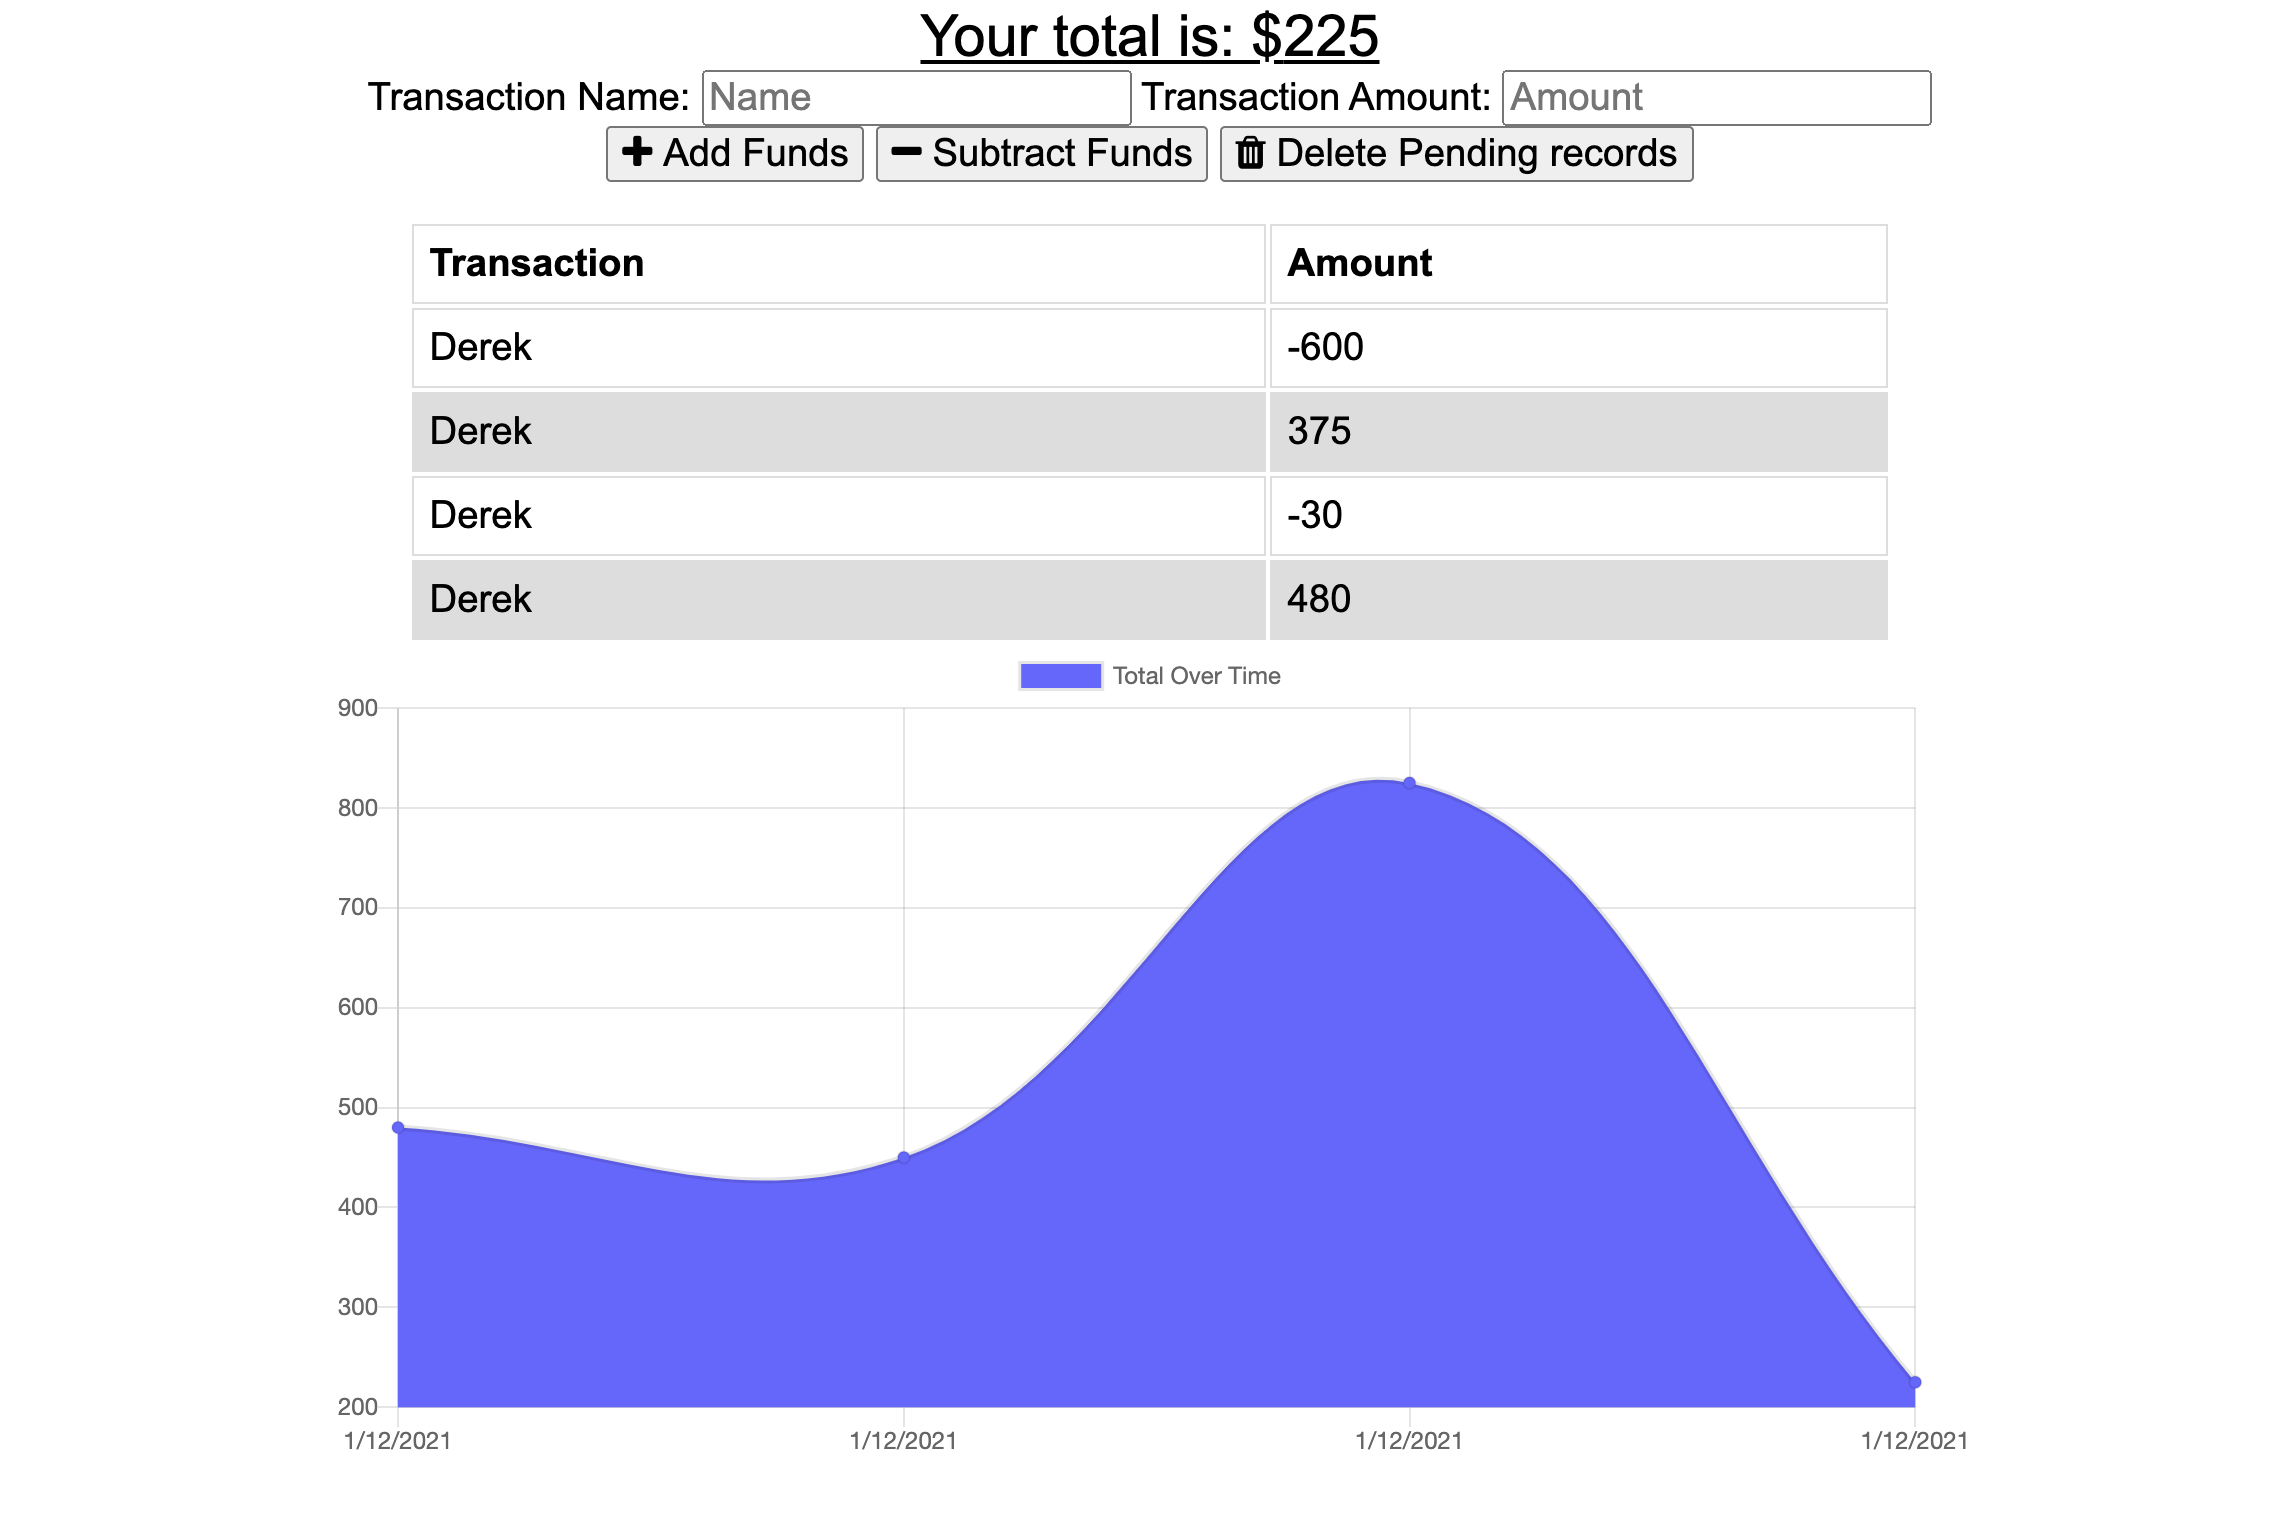 Your total is: $225
Transaction Name: Name Transaction Amount: Amount
Add Funds Subtract Funds Delete Pending records
Transaction Amount
Derek -600
Derek 375
Derek -30
Derek 480
Total Over Time
900
800
700
600
500
400
300
200
1/12/2021 1/12/2021 1/12/2021 1/12/2021